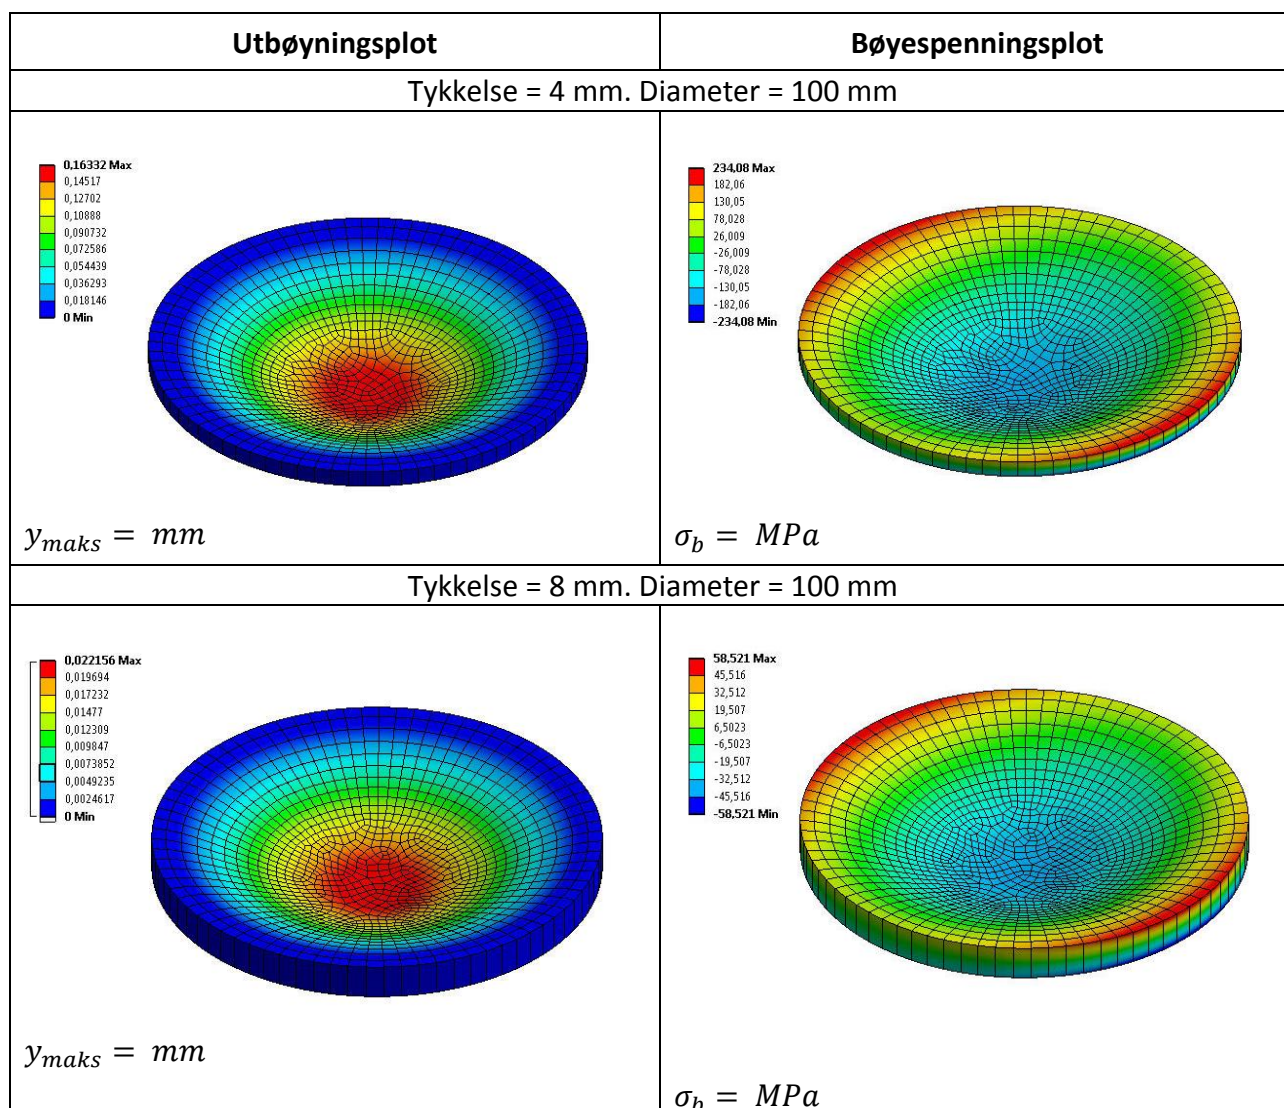 Utbøyningsplot
Bøyespenningsplot
Tykkelse = 4 mm. Diameter = 100 mm
0,16332 Max
0,14517
0,12702
0,10888
0,090732
0,072586
0,054439
0,036293
0,018146
0 Min
y_maks = mm
234,08 Max
182,06
130,05
78,028
26,009
-26,009
-78,028
-130,05
-182,06
-234,08 Min
σ_b = MPa
Tykkelse = 8 mm. Diameter = 100 mm
0,022156 Max
0,019694
0,017232
0,01477
0,012309
0,009847
0,0073852
0,0049235
0,0024617
0 Min
y_maks = mm
58,521 Max
45,516
32,512
19,507
6,5023
-6,5023
-19,507
-32,512
-45,516
-58,521 Min
σ_b = MPa